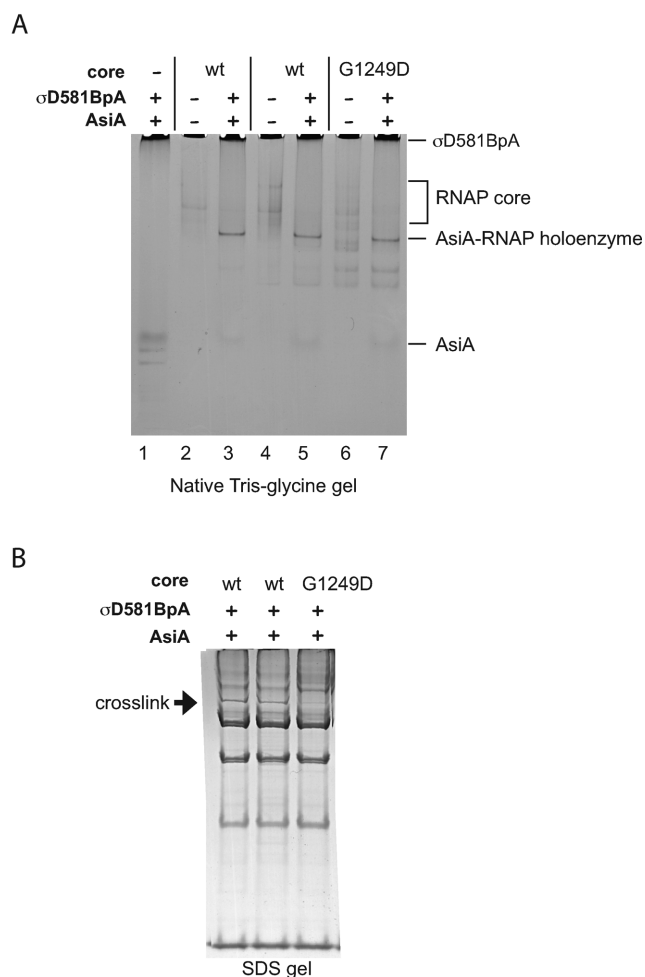 A
core - wt wt G1249D
σD581BpA + - + - + - +
AsiA + - + - + - +
σD581BpA
RNAP core
AsiA-RNAP holoenzyme
AsiA
1 2 3 4 5 6 7
Native Tris-glycine gel
B
core wt wt G1249D
σD581BpA + + +
AsiA + + +
crosslink
SDS gel